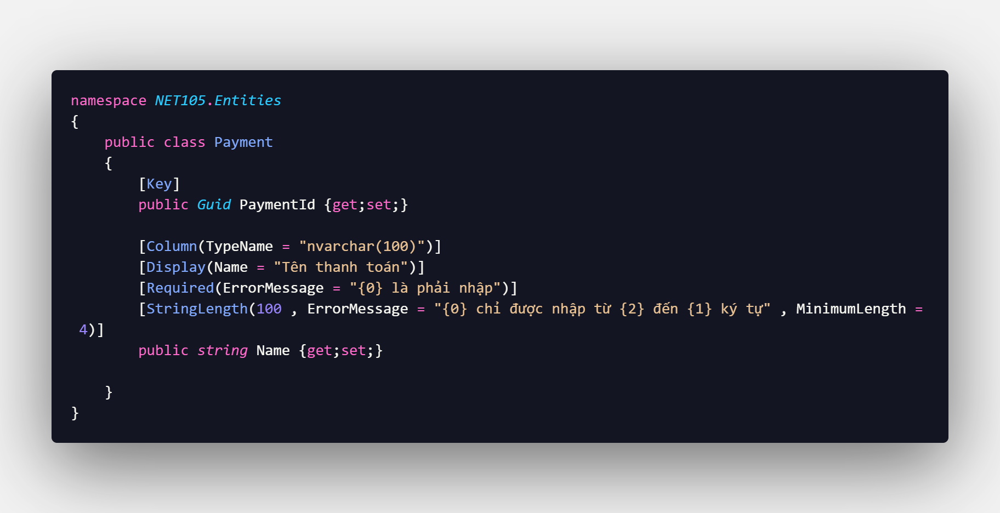 namespace NET105.Entities
{
    public class Payment
    {
        [Key]
        public Guid PaymentId {get;set;}

        [Column(TypeName = "nvarchar(100)")]
        [Display(Name = "Tên thanh toán")]
        [Required(ErrorMessage = "{0} là phải nhập")]
        [StringLength(100 , ErrorMessage = "{0} chỉ được nhập từ {2} đến {1} ký tự" , MinimumLength =
 4)]
        public string Name {get;set;}

    }
}